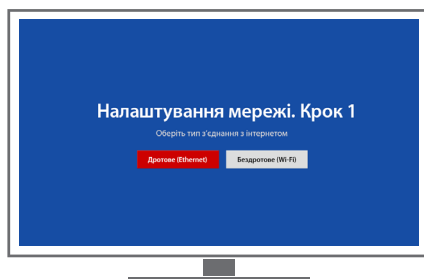 Налаштування мережі. Крок 1
Оберіть тип з'єднання з інтернетом
Дротове (Ethernet) Бездротове (Wi-Fi)